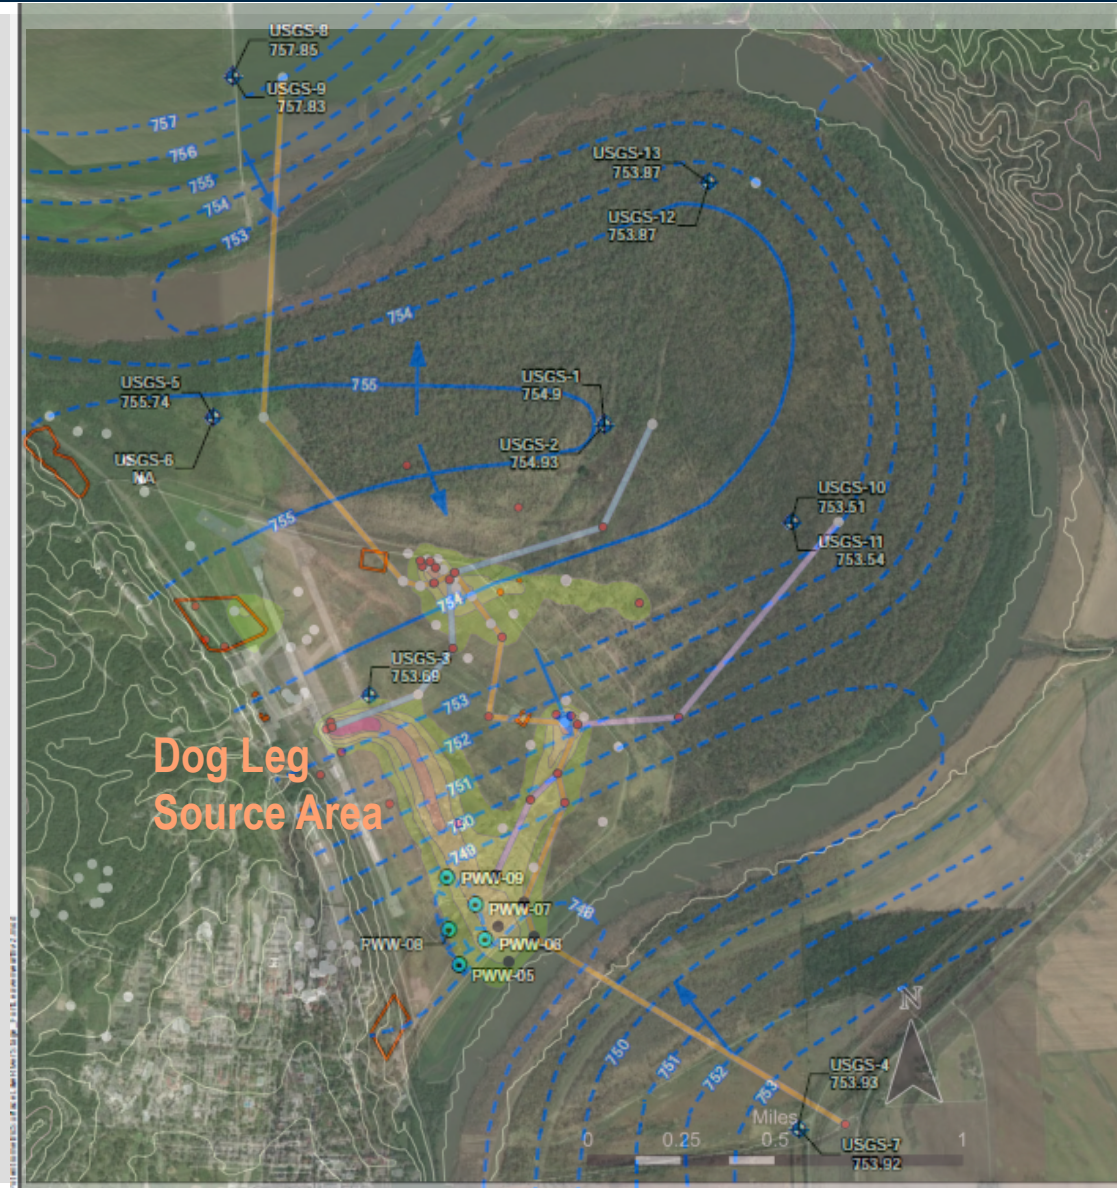 USGS-8
757.85
USGS-9
757.83
757
756
755
754
753
USGS-13
753.87
USGS-12
753.87
754
USGS-5
755.74
755
USGS-1
754.9
USGS-2
754.93
USGS-6
NA
755
USGS-10
753.51
USGS-11
753.54
754
USGS-3
753.69
753
752
751
750
749
Dog Leg
Source Area
PWW-09
PWW-07
748
PWW-08
PWW-06
PWW-05
N
750
751
752
753
USGS-4
753.93
Miles
0
0.25
0.5
1
USGS-7
753.92